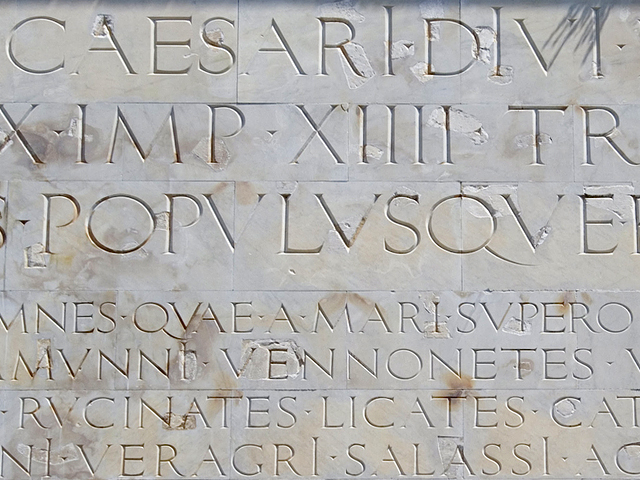 CAESARI·DIVI·
X·IMP·XIIII TR
S·POPVLVSQVE
MNES·QVAE·A·MARI·SVPERO
AMVNNI·VENNONETES·V
·RVCINATES·LICATES·CAT
NI·VERAGRI·SALASSI·AC